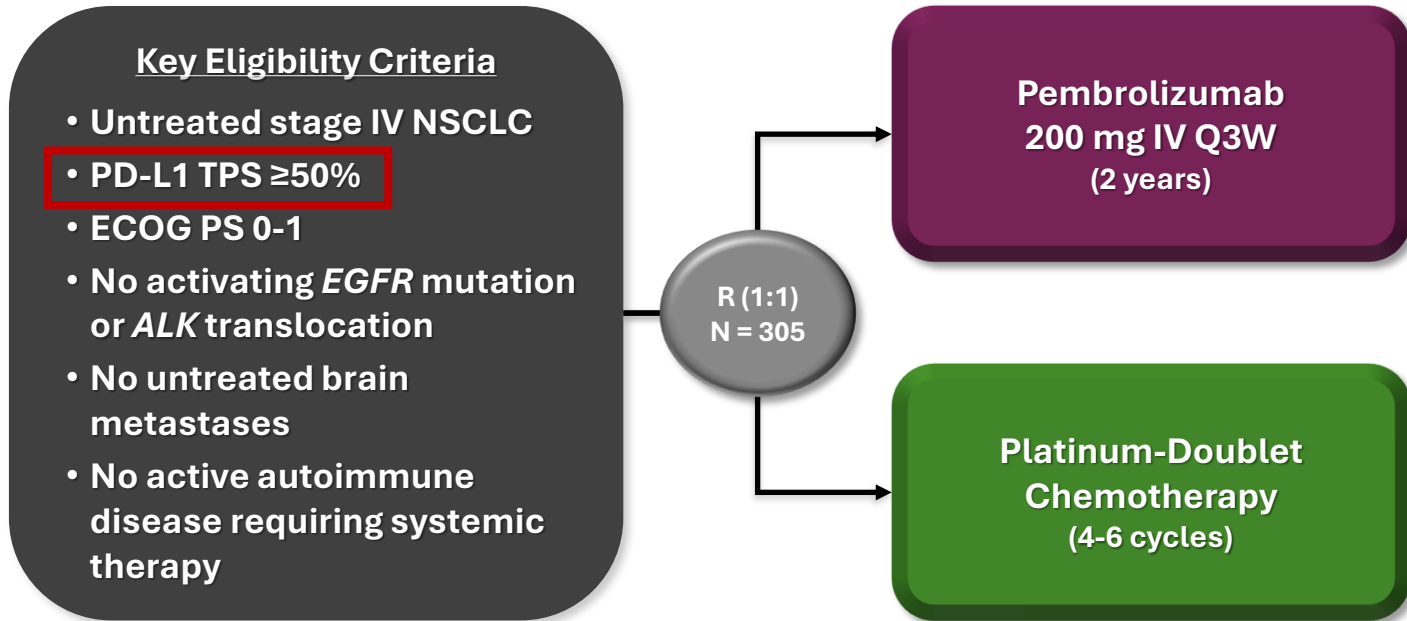 Key Eligibility Criteria
• Untreated stage IV NSCLC
• PD-L1 TPS ≥50%
• ECOG PS 0-1
• No activating EGFR mutation
or ALK translocation
• No untreated brain
metastases
• No active autoimmune
disease requiring systemic
therapy
R (1:1)
N = 305
Pembrolizumab
200 mg IV Q3W
(2 years)
Platinum-Doublet
Chemotherapy
(4-6 cycles)